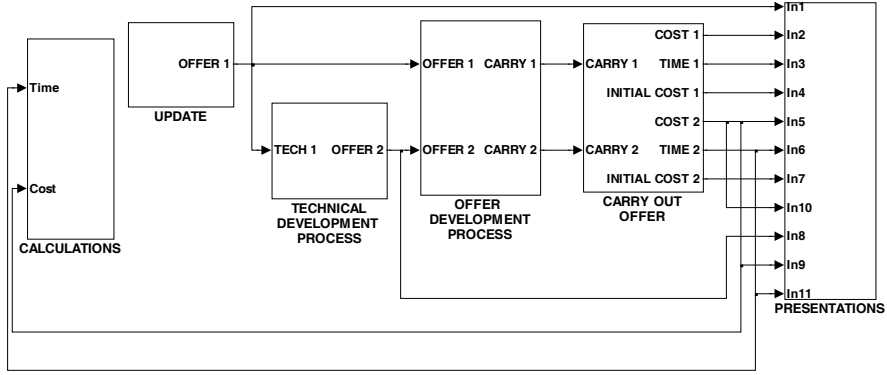 Time
Cost
CALCULATIONS
OFFER 1
UPDATE
TECH 1
OFFER 2
TECHNICAL
DEVELOPMENT
PROCESS
OFFER 1
CARRY 1
OFFER 2
CARRY 2
OFFER
DEVELOPMENT
PROCESS
CARRY 1
CARRY 2
COST 1
TIME 1
INITIAL COST 1
COST 2
TIME 2
INITIAL COST 2
CARRY OUT
OFFER
In1
In2
In3
In4
In5
In6
In7
In10
In8
In9
In11
PRESENTATIONS